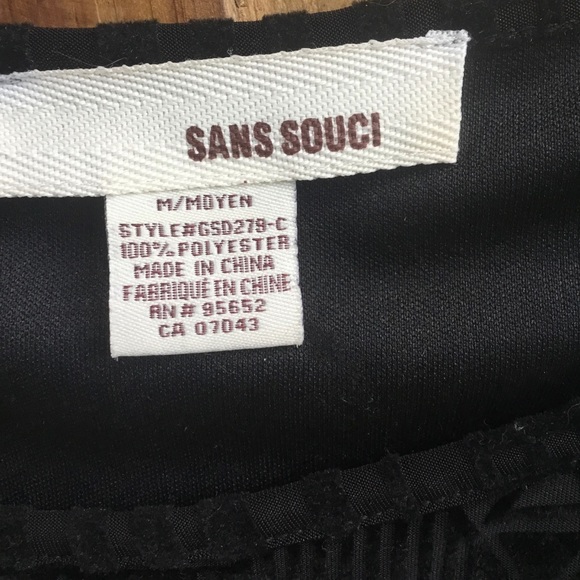 SANS SOUCI
M/MOYEN
STYLE#GSD279-C
100% POLYESTER
MADE IN CHINA
FABRIQUÉ EN CHINE
RN# 95652
CA 07043